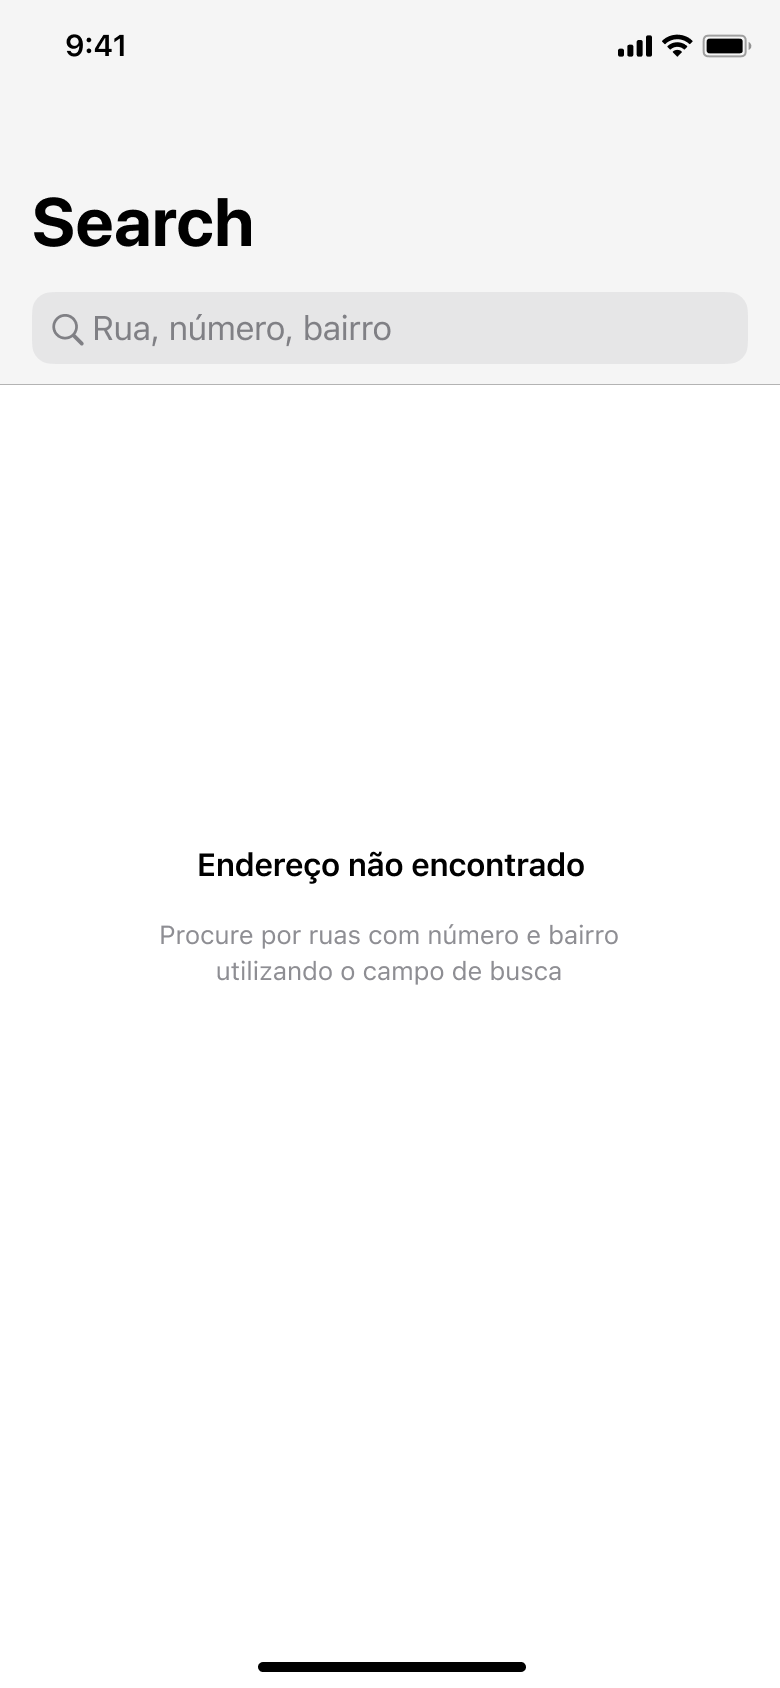 9:41
Search
Rua, número, bairro
Endereço não encontrado
Procure por ruas com número e bairro
utilizando o campo de busca